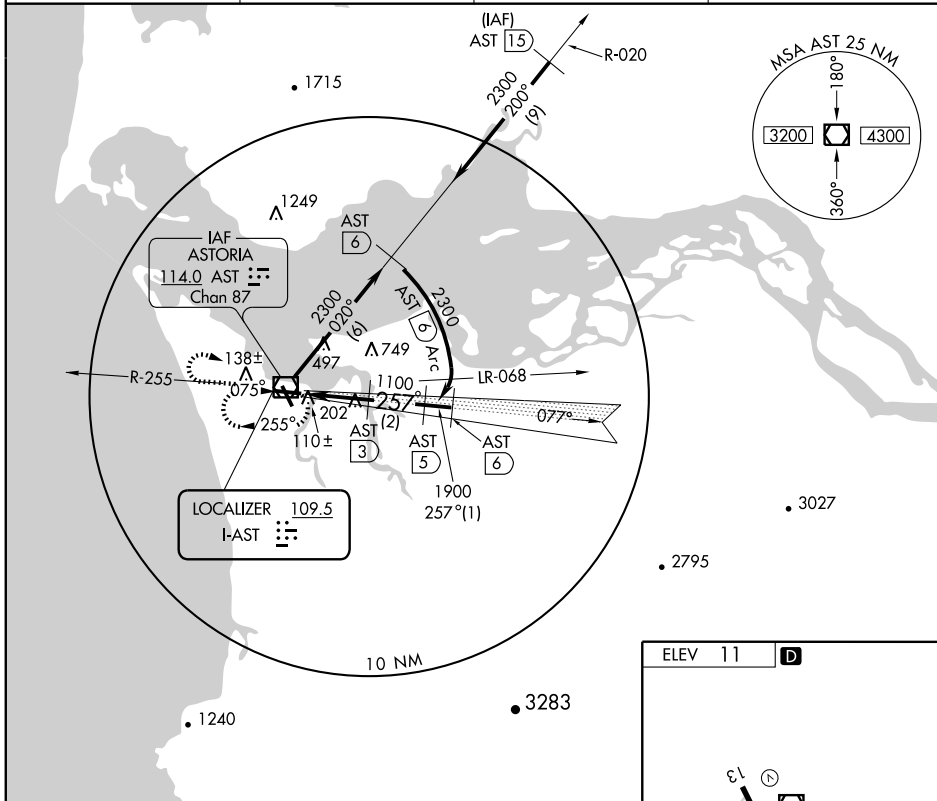 (IAF)
AST 15
R-020
1715
2300
200°
(9)
MSA AST 25 NM
180°
3200
4300
360°
1249
AST
6
IAF
ASTORIA
114.0 AST
Chan 87
2300
020°
(6)
2300
AST 6 Arc
138±
497
749
R-255
075°
1100
LR-068
257°
(2)
077°
202
255°
110±
AST
3
AST
5
AST
6
1900
257°(1)
LOCALIZER 109.5
I-AST
3027
2795
10 NM
ELEV 11 D
3283
1240
13
V